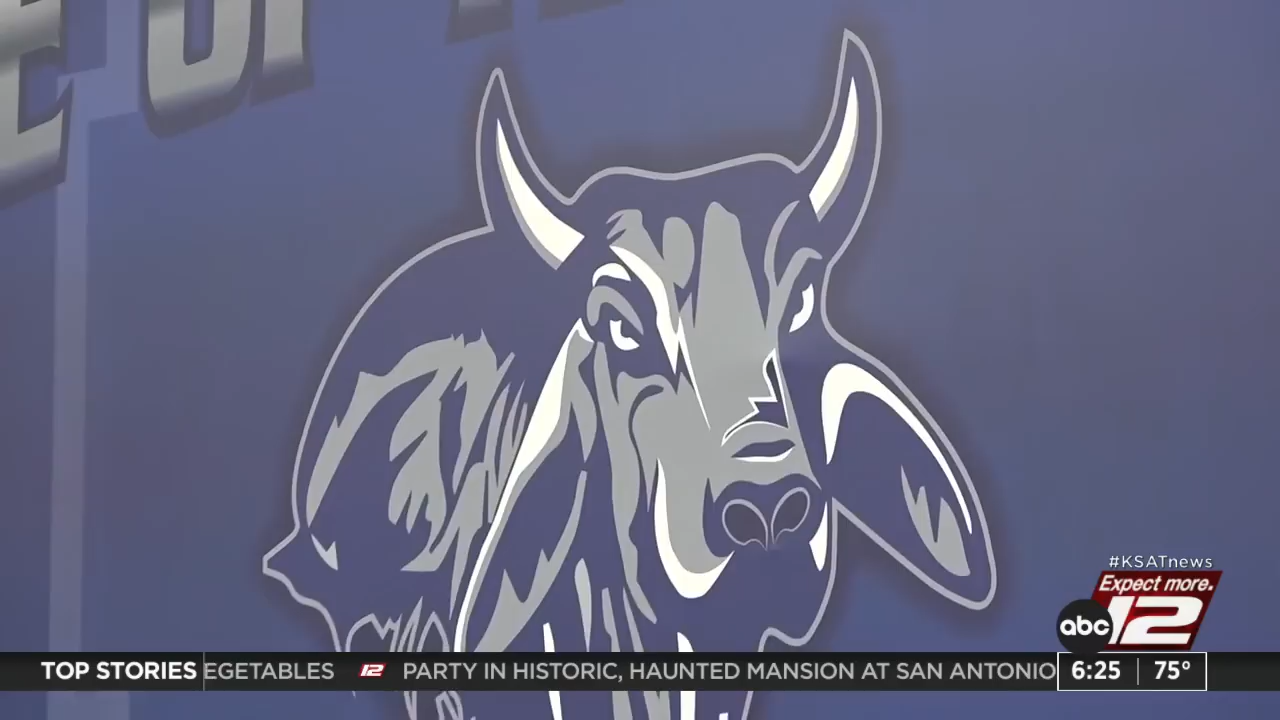 E OF
#KSATnews
Expect more.
abc 12
TOP STORIES EGETABLES 12 PARTY IN HISTORIC, HAUNTED MANSION AT SAN ANTONIO 6:25 75°